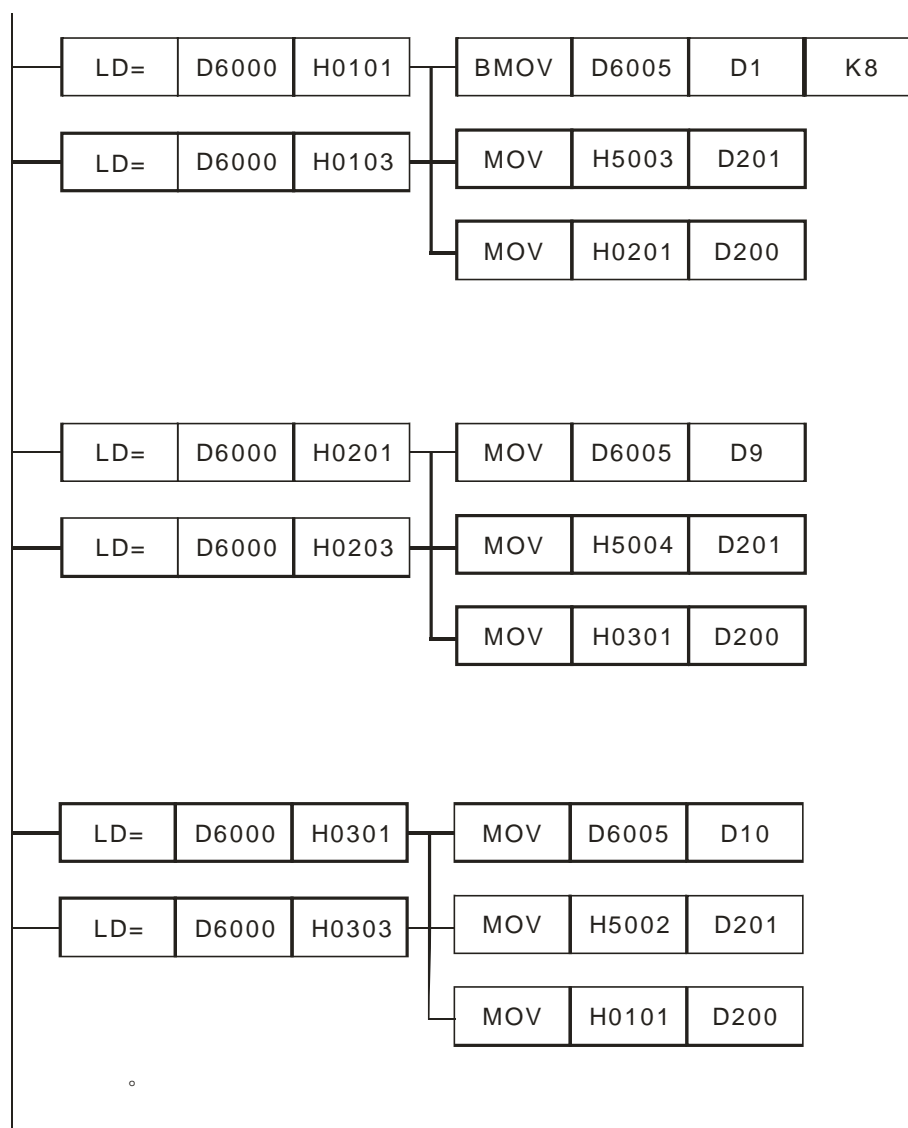 LD= D6000 H0101 BMOV D6005 D1 K8
LD= D6000 H0103 MOV H5003 D201
MOV H0201 D200
LD= D6000 H0201 MOV D6005 D9
LD= D6000 H0203 MOV H5004 D201
MOV H0301 D200
LD= D6000 H0301 MOV D6005 D10
LD= D6000 H0303 MOV H5002 D201
MOV H0101 D200
。